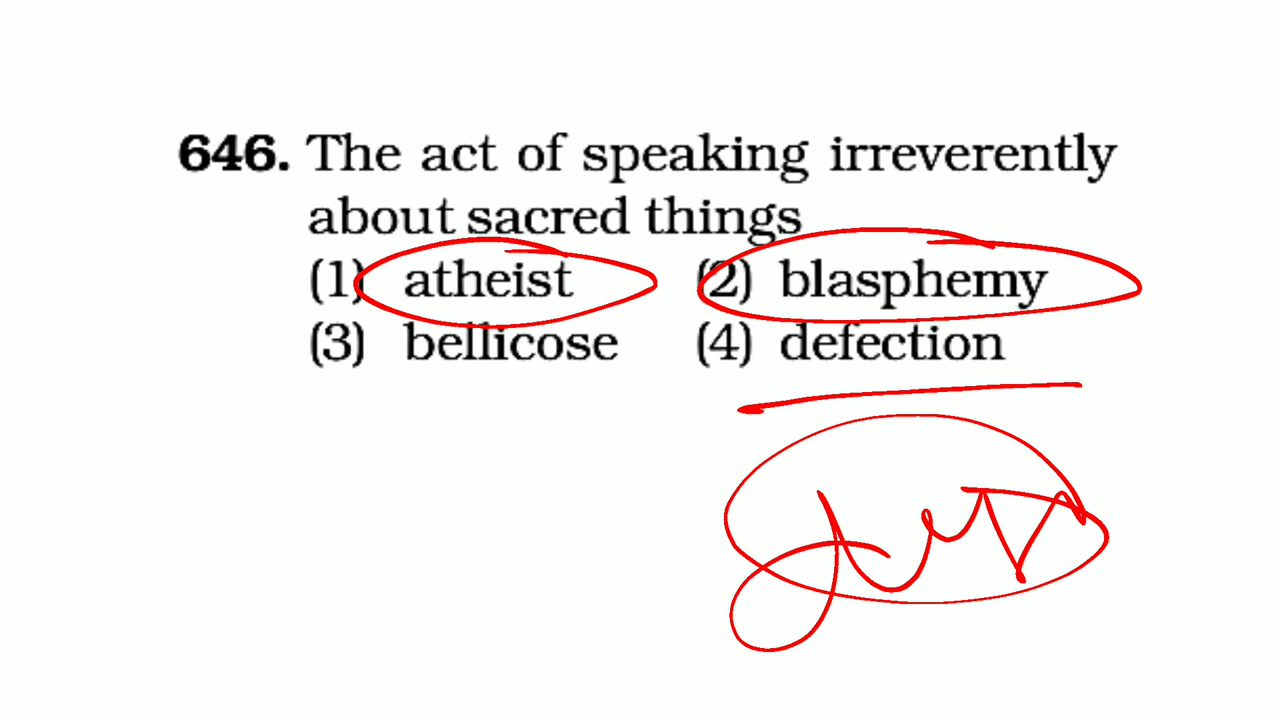 646. The act of speaking irreverently
about sacred things
(1) atheist (2) blasphemy
(3) bellicose (4) defection